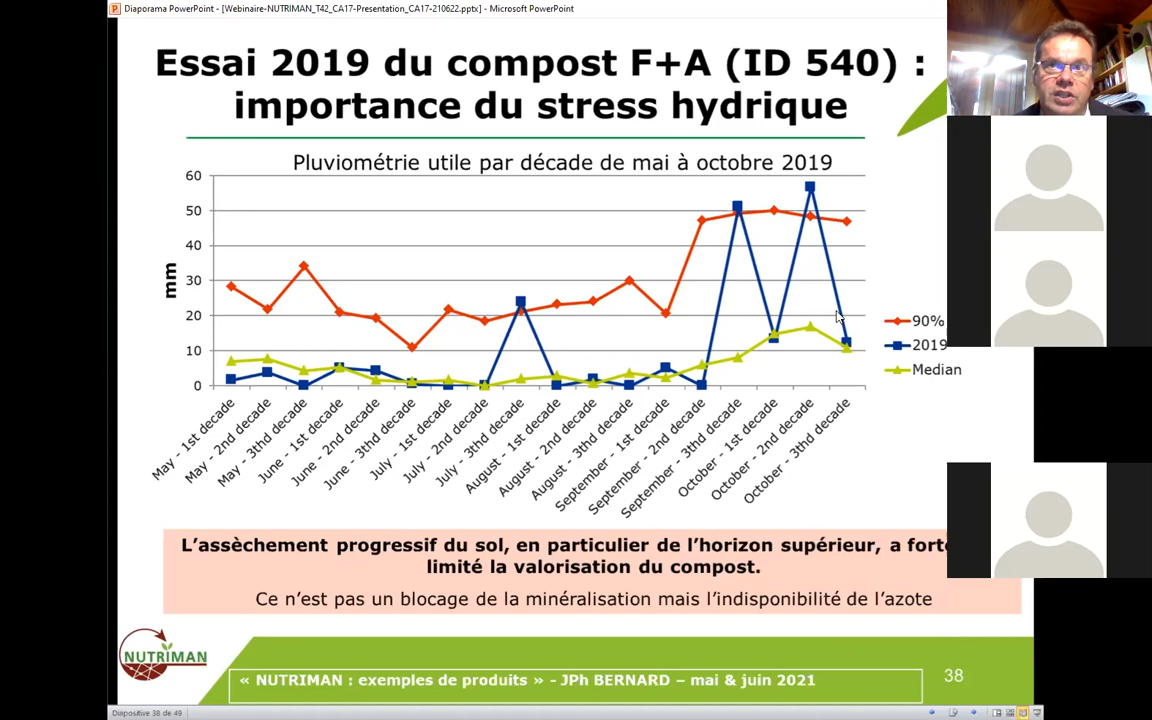 Diaporama PowerPoint - [Webinaire-NUTRIMAN_T42_CA17-Presentation_CA17-210622.pptx] - Microsoft PowerPoint
Essai 2019 du compost F+A (ID 540) :
importance du stress hydrique
Pluviométrie utile par décade de mai à octobre 2019
mm
60
50
40
30
20
10
0
May - 1st decade
May - 2nd decade
May - 3thd decade
June - 1st decade
June - 2nd decade
June - 3thd decade
July - 1st decade
July - 2nd decade
July - 3thd decade
August - 1st decade
August - 2nd decade
August - 3thd decade
September - 1st decade
September - 2nd decade
September - 3thd decade
October - 1st decade
October - 2nd decade
October - 3thd decade
90%
2019
Median
L’assèchement progressif du sol, en particulier de l’horizon supérieur, a forte
limité la valorisation du compost.
Ce n’est pas un blocage de la minéralisation mais l’indisponibilité de l’azote
NUTRIMAN
« NUTRIMAN : exemples de produits » - JPh BERNARD – mai & juin 2021
38
Diapositive 38 de 49